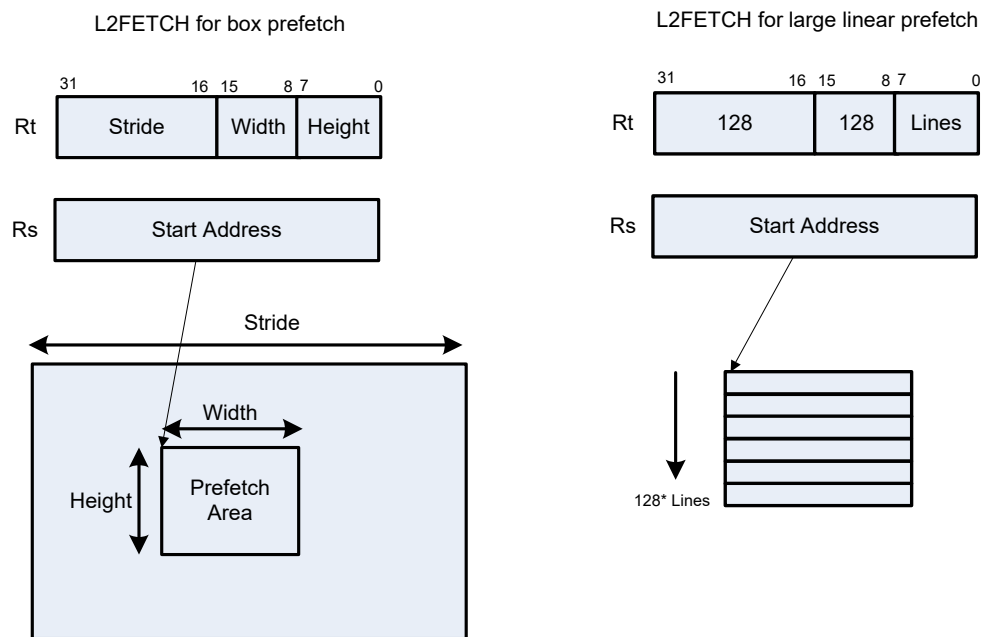 L2FETCH for box prefetch
31 16 15 8 7 0
Rt Stride Width Height
Rs Start Address
Stride
Width
Height
Prefetch
Area
L2FETCH for large linear prefetch
31 16 15 8 7 0
Rt 128 128 Lines
Rs Start Address
128* Lines